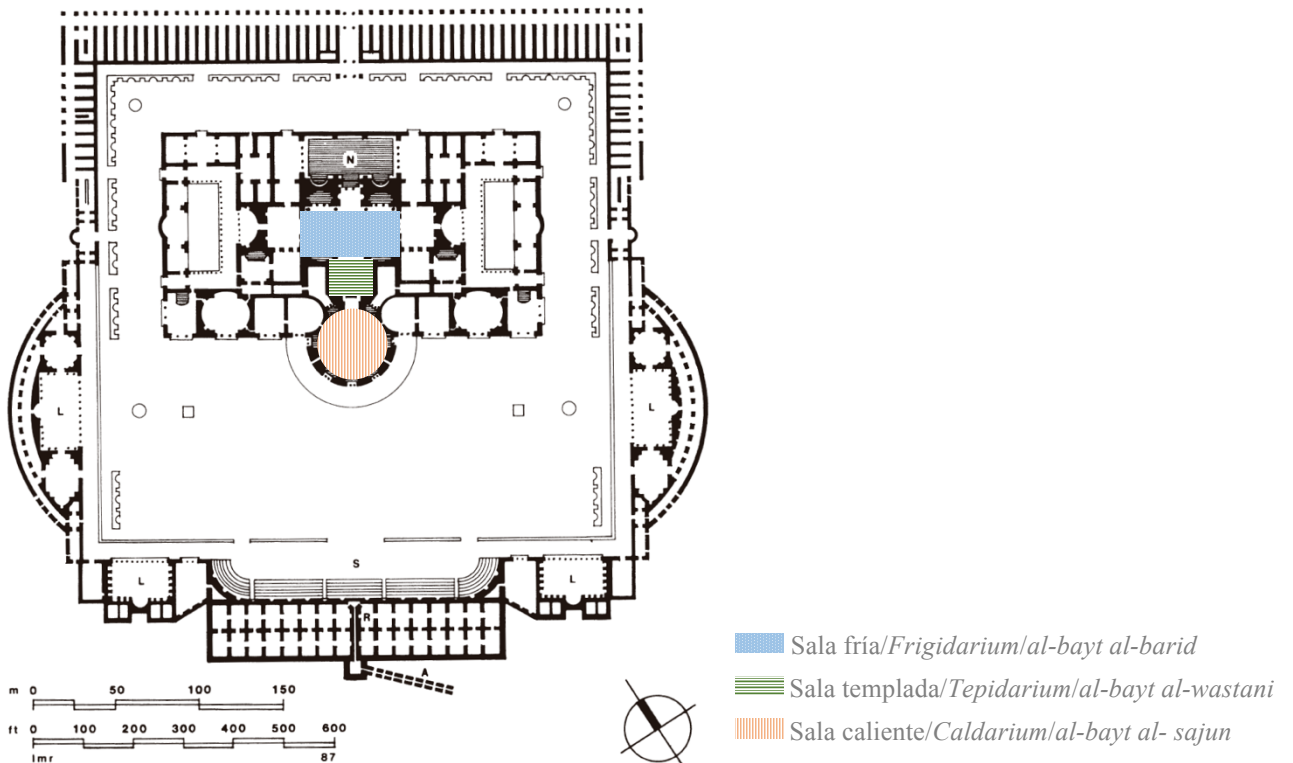 N
L
L
S
L
L
R
A
Sala fría/Frigidarium/al-bayt al-barid
Sala templada/Tepidarium/al-bayt al-wastani
Sala caliente/Caldarium/al-bayt al- sajun
m 0 50 100 150
ft 0 100 200 300 400 500 600
lmr 87